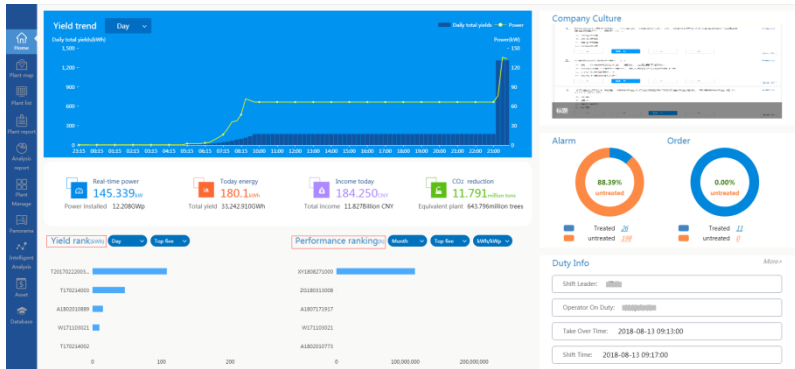 Home
Plant map
Plant list
Plant report
Analysis
report
Plant
Manage
Panorama
Intelligent
Analysis
Asset
Database
Yield trend Day
Daily total yields Power
Daily total yields(kWh) Power(kW)
1,500 150
1,200 120
900 90
600 60
300 30
0 0
23:15 00:15 01:15 02:15 03:15 04:15 05:15 06:15 07:15 08:15 09:15 10:00 11:00 12:00 13:00 14:00 15:00 16:00 17:00 18:00 19:00 20:00 21:00 22:00 23:00
Real-time power
145.339kW
Power installed 12.208GWp
Today energy
180.1kWh
Total yield 33,242.910GWh
Income today
184.250CNY
Total income 11.827Billion CNY
CO2 reduction
11.791million tons
Equivalent plant 643.796million trees
Yield rank(kWh) Day Top five
T20170222003...
T170214003
A1802010889
W171103021
T170214002
0 100 200
Performance ranking Month Top five kWh/kWp
XY1808271000
ZG180313008
A1807171917
W171103021
A1802010773
0 100,000,000 200,000,000
Company Culture
标题
Alarm
88.39%
untreated
Treated 26
untreated 198
Order
0.00%
untreated
Treated 11
untreated 0
Duty Info More+
Shift Leader:
Operator On Duty:
Take Over Time: 2018-08-13 09:13:00
Shift Time: 2018-08-13 09:17:00